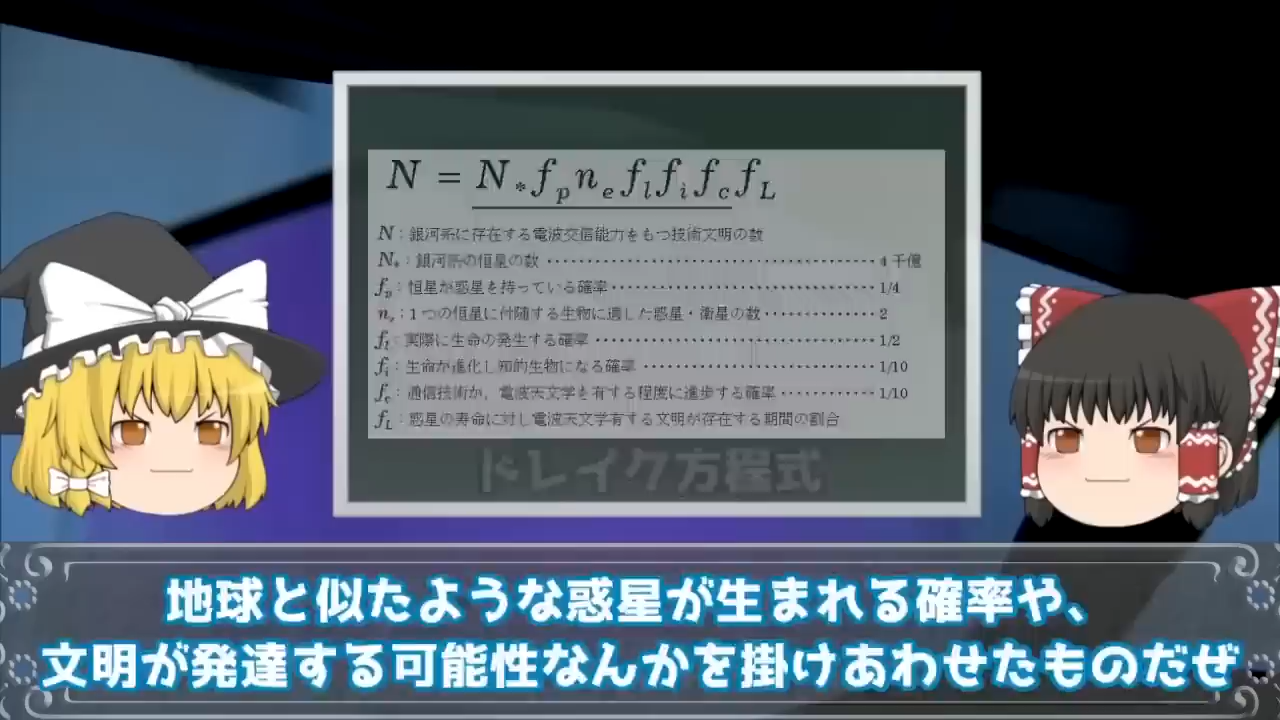 N = N*fpneflfifcfL
N：銀河系に存在する電波交信能力をもつ技術文明の数
N*：銀河系の恒星の数 ･････････････････････････････････････ 4 千億
fp：恒星が惑星を持っている確率 ･････････････････････････････ 1/4
ne：1つの恒星に付随する生物に適した惑星・衛星の数 ･････････････ 2
fl：実際に生命の発生する確率 ･･･････････････････････････････ 1/2
fi：生命が進化し知的生物になる確率 ･････････････････････････ 1/10
fc：通信技術が、電波天文学を有する程度に進歩する確率 ･･･････････ 1/10
fL：惑星の寿命に対し電波天文学有する文明が存在する期間の割合
ドレイク方程式
地球と似たような惑星が生まれる確率や、
文明が発達する可能性なんかを掛けあわせたものだぜ